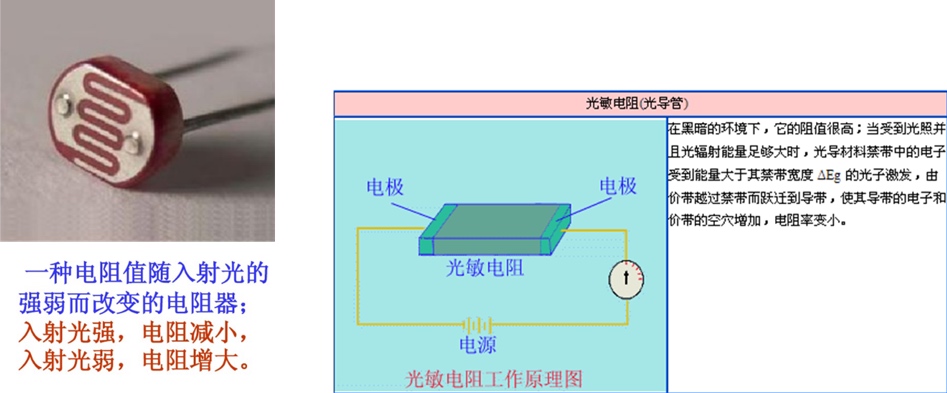 一种电阻值随入射光的
强弱而改变的电阻器；
入射光强，电阻减小，
入射光弱，电阻增大。
光敏电阻(光导管)
电极
电极
光敏电阻
电源
光敏电阻工作原理图
在黑暗的环境下，它的阻值很高；当受到光照并
且光辐射能量足够大时，光导材料禁带中的电子
受到能量大于其禁带宽度 ΔEg 的光子激发，由
价带越过禁带而跃迁到导带，使其导带的电子和
价带的空穴增加，电阻率变小。